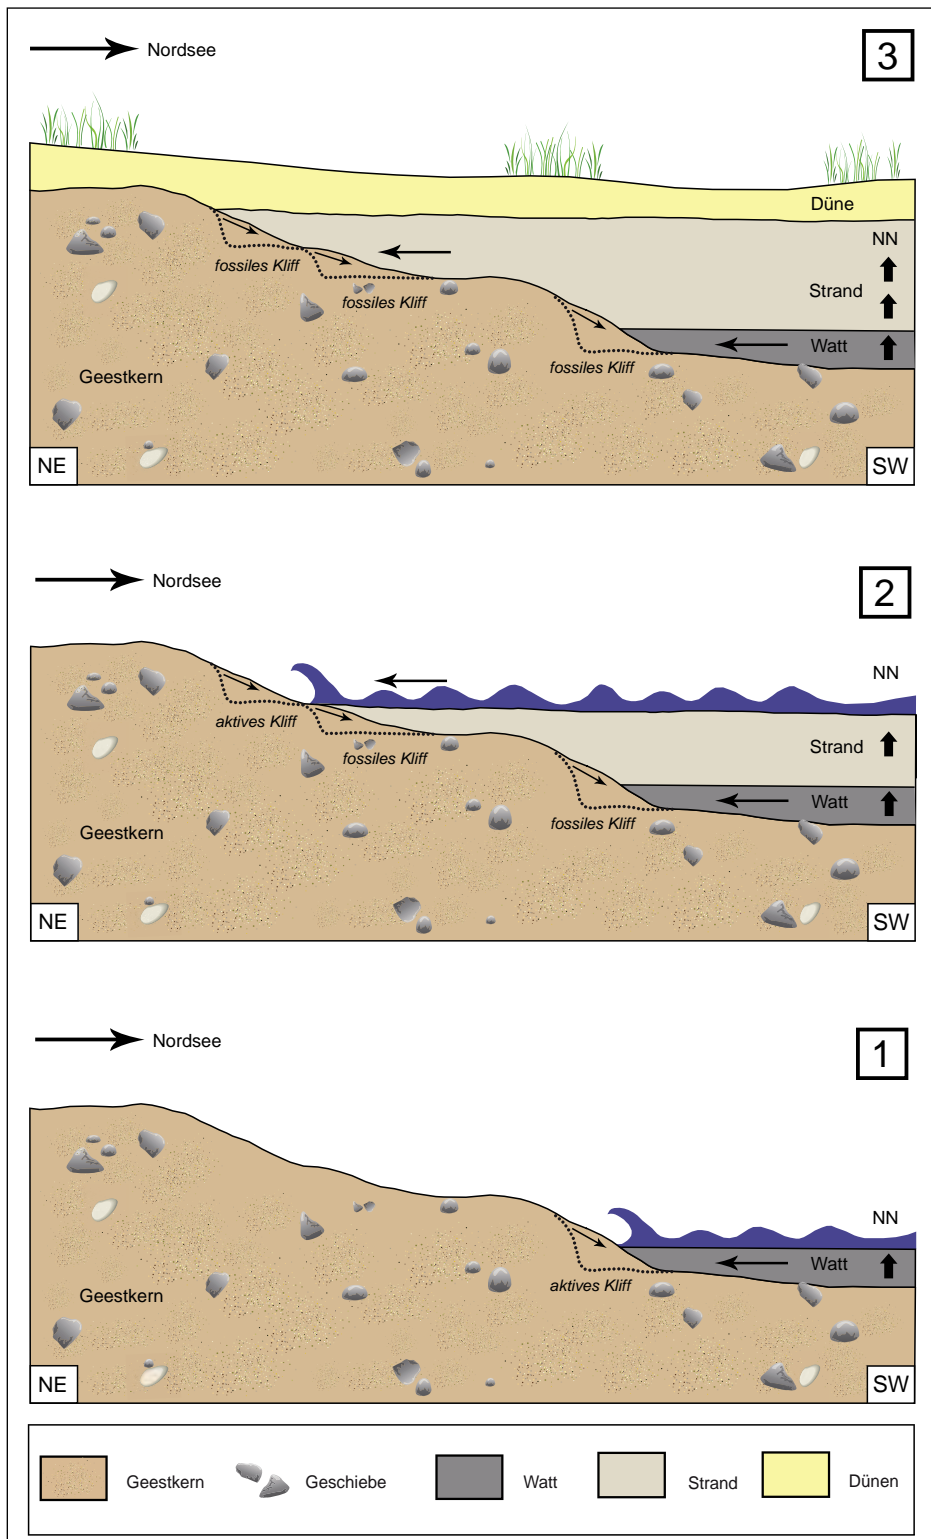 Nordsee
3
Düne
NN
fossiles Kliff
Strand
fossiles Kliff
Watt
fossiles Kliff
Geestkern
NE
SW
Nordsee
2
NN
aktives Kliff
Strand
fossiles Kliff
Watt
fossiles Kliff
Geestkern
NE
SW
Nordsee
1
NN
Watt
aktives Kliff
Geestkern
NE
SW
Geestkern
Geschiebe
Watt
Strand
Dünen